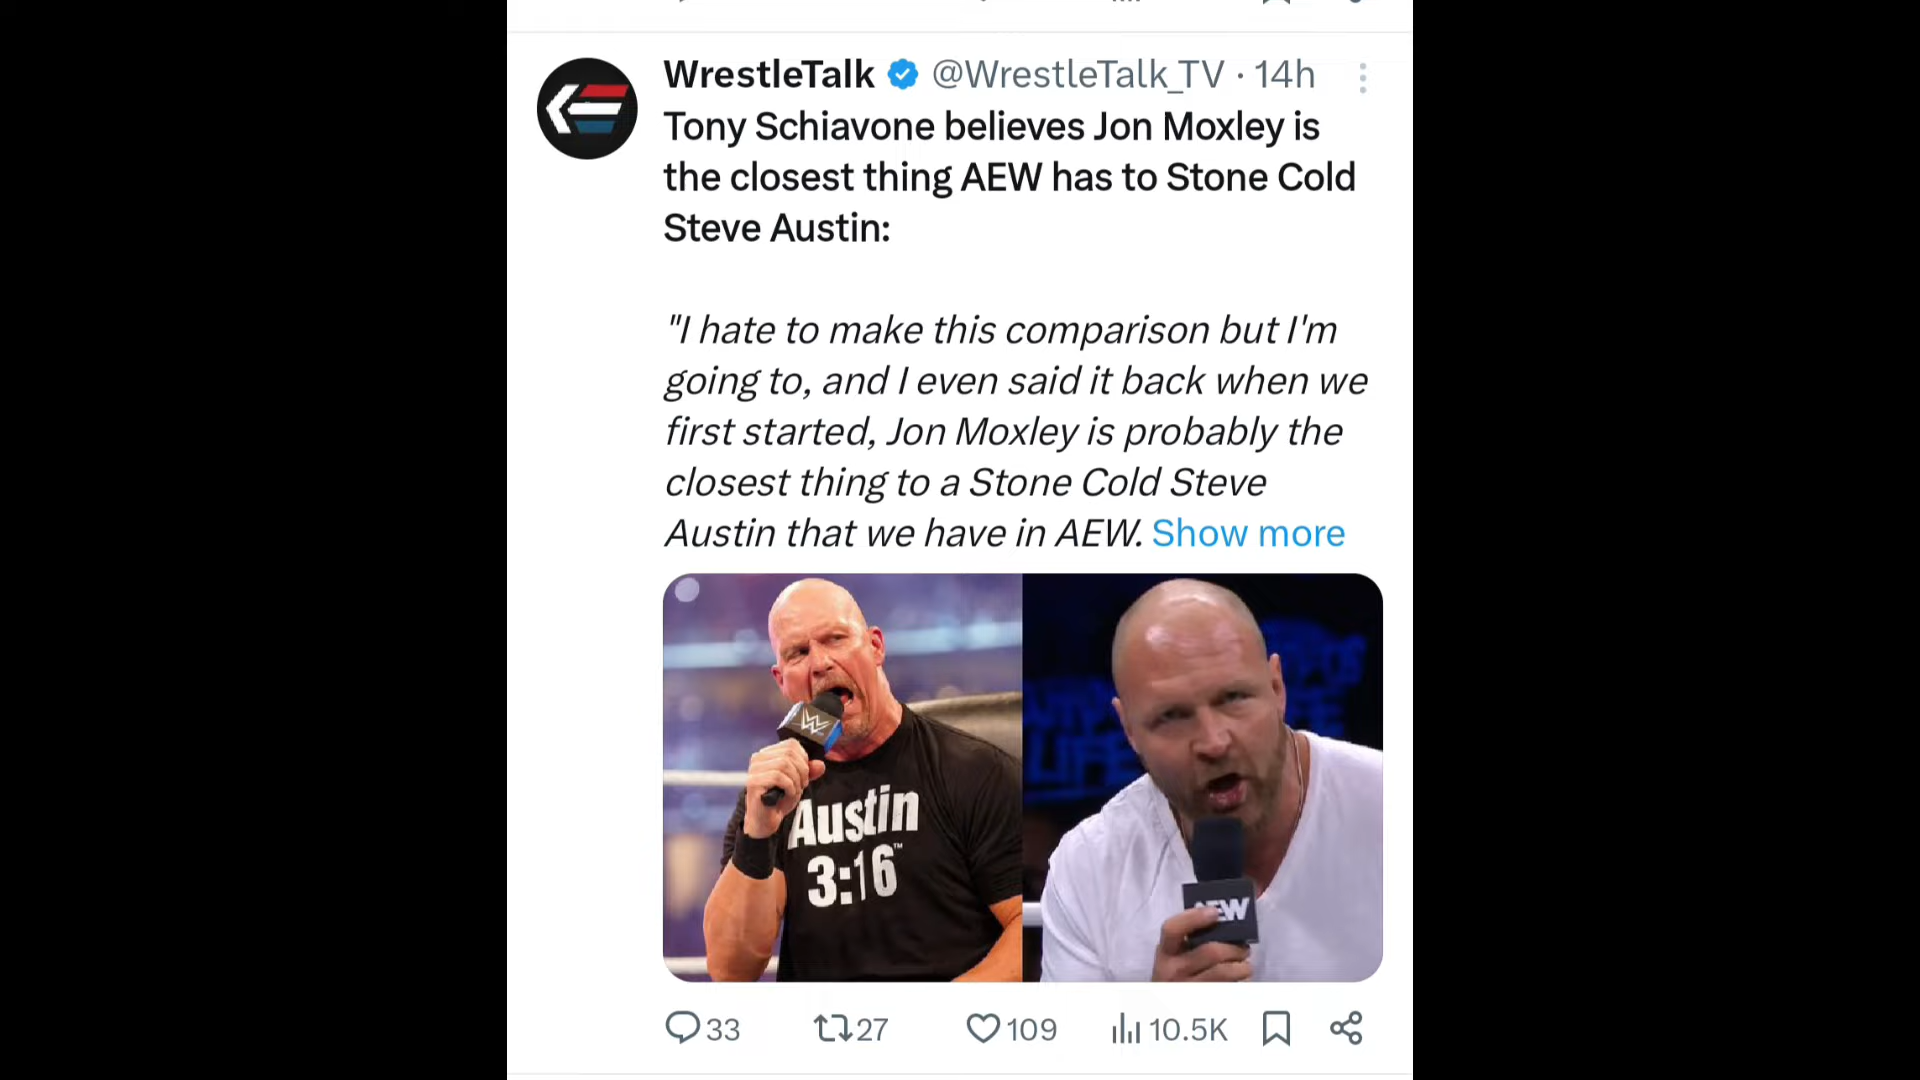 WrestleTalk @WrestleTalk_TV · 14h
Tony Schiavone believes Jon Moxley is
the closest thing AEW has to Stone Cold
Steve Austin:
"I hate to make this comparison but I'm
going to, and I even said it back when we
first started, Jon Moxley is probably the
closest thing to a Stone Cold Steve
Austin that we have in AEW. Show more
W
Austin
3:16™
LIFE
AEW
33 27 109 10.5K